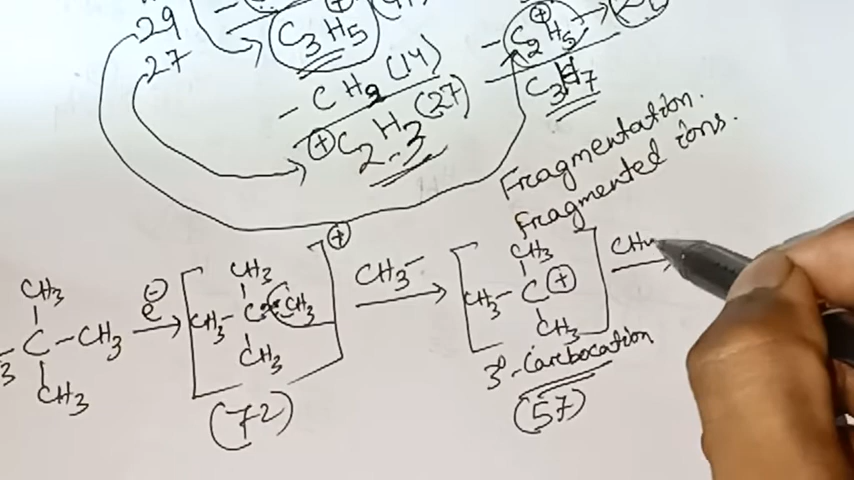 29
27
C3H5
- CH2 (14)
⊕C2H3 (27)
- C2H5⊕
C3H7
Fragmentation.
fragmented ions.
CH3
C - CH3
CH3
e⊖
[CH3 - C CH3]⊕
CH3
CH3
(72)
CH3-
CH3
CH3 - C⊕
CH3
3°-Carbocation
(57)